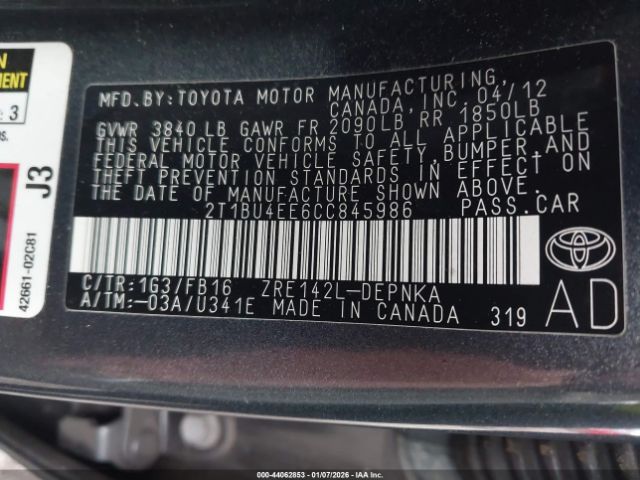 MFD.BY:TOYOTA MOTOR MANUFACTURING,
CANADA, INC. 04/12
GVWR 3840 LB GAWR FR 2090LB, RR 1850LB
THIS VEHICLE CONFORMS TO ALL APPLICABLE
FEDERAL MOTOR VEHICLE SAFETY, BUMPER, AND
THEFT PREVENTION STANDARDS IN EFFECT ON
THE DATE OF MANUFACTURE SHOWN ABOVE.
2T1BU4EE6CC845986 PASS.CAR
C/TR:1G3/FB16 ZRE142L-DEPNKA
A/TM:-03A/U341E MADE IN CANADA 319
TOYOTA
AD
J3
42661-02C81
3
000-44062853 | 01/07/2026 - IAAI, Inc.